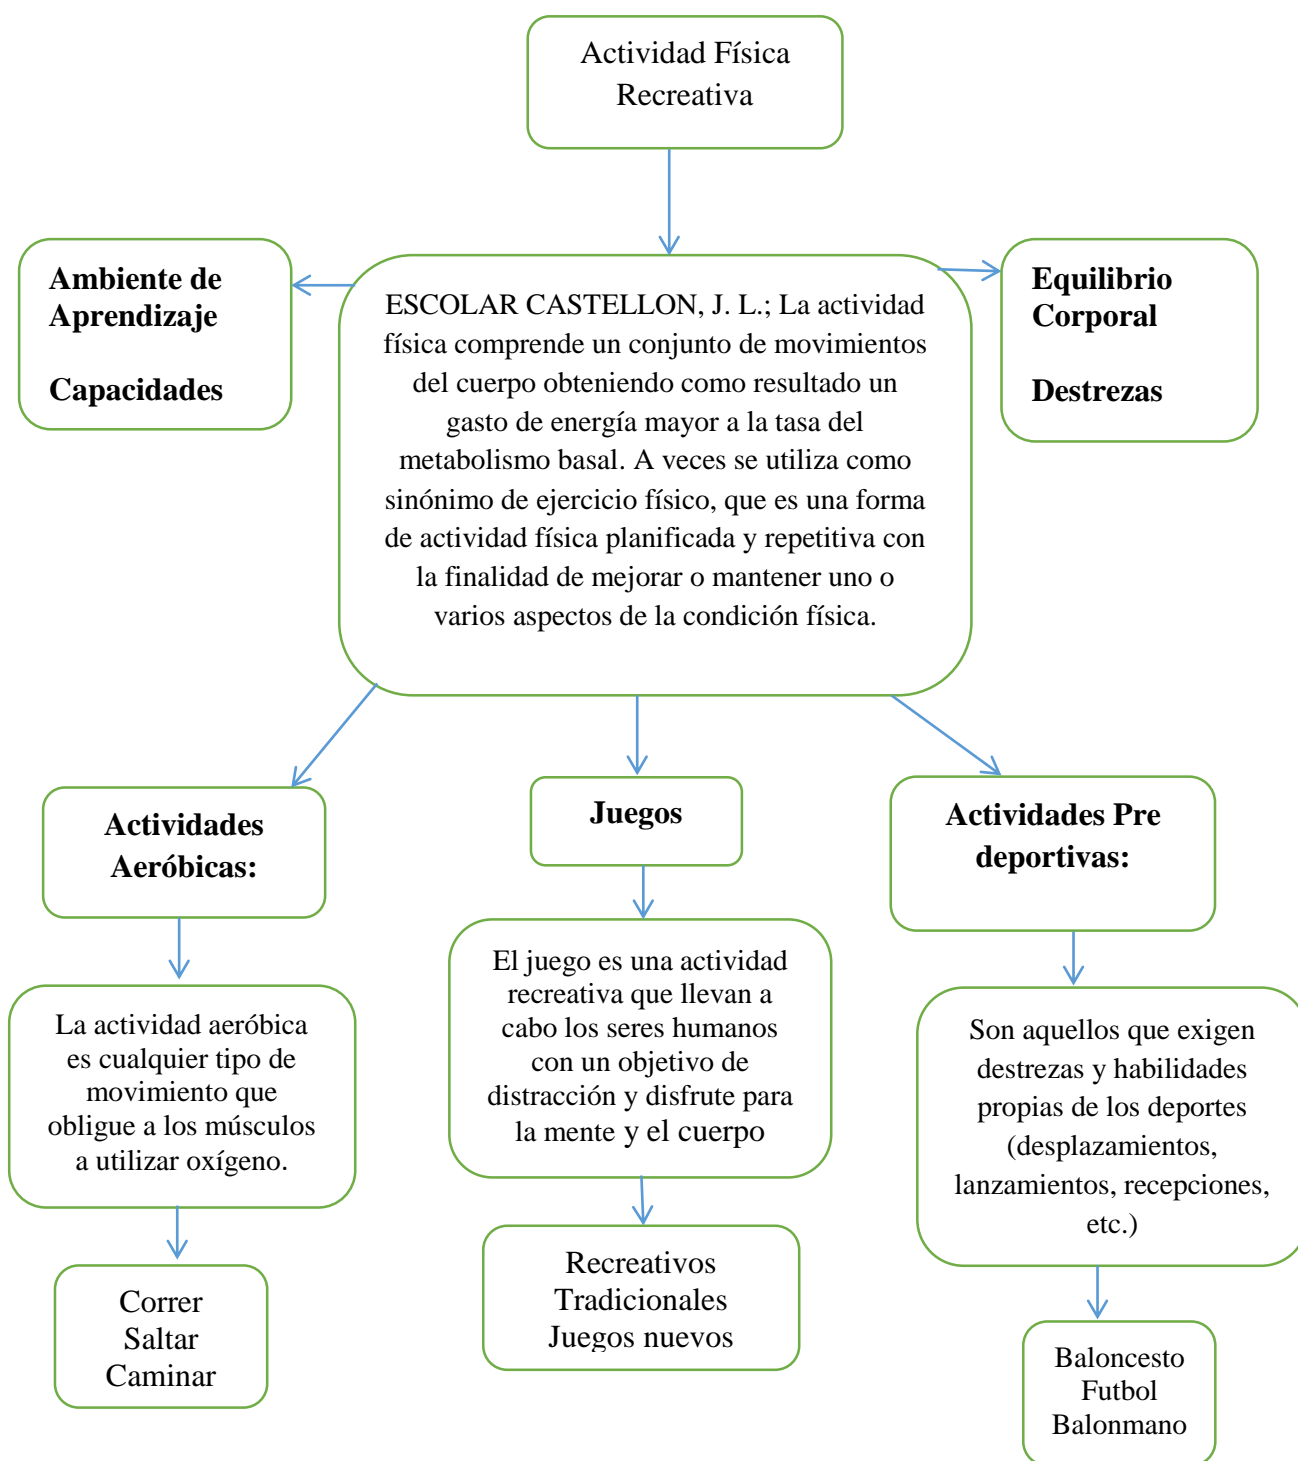 Actividad Física
Recreativa
Ambiente de
Aprendizaje
Capacidades
ESCOLAR CASTELLON, J. L.; La actividad
física comprende un conjunto de movimientos
del cuerpo obteniendo como resultado un
gasto de energía mayor a la tasa del
metabolismo basal. A veces se utiliza como
sinónimo de ejercicio físico, que es una forma
de actividad física planificada y repetitiva con
la finalidad de mejorar o mantener uno o
varios aspectos de la condición física.
Equilibrio
Corporal
Destrezas
Actividades
Aeróbicas:
La actividad aeróbica
es cualquier tipo de
movimiento que
obligue a los músculos
a utilizar oxígeno.
Correr
Saltar
Caminar
Juegos
El juego es una actividad
recreativa que llevan a
cabo los seres humanos
con un objetivo de
distracción y disfrute para
la mente y el cuerpo
Recreativos
Tradicionales
Juegos nuevos
Actividades Pre
deportivas:
Son aquellos que exigen
destrezas y habilidades
propias de los deportes
(desplazamientos,
lanzamientos, recepciones,
etc.)
Baloncesto
Futbol
Balonmano